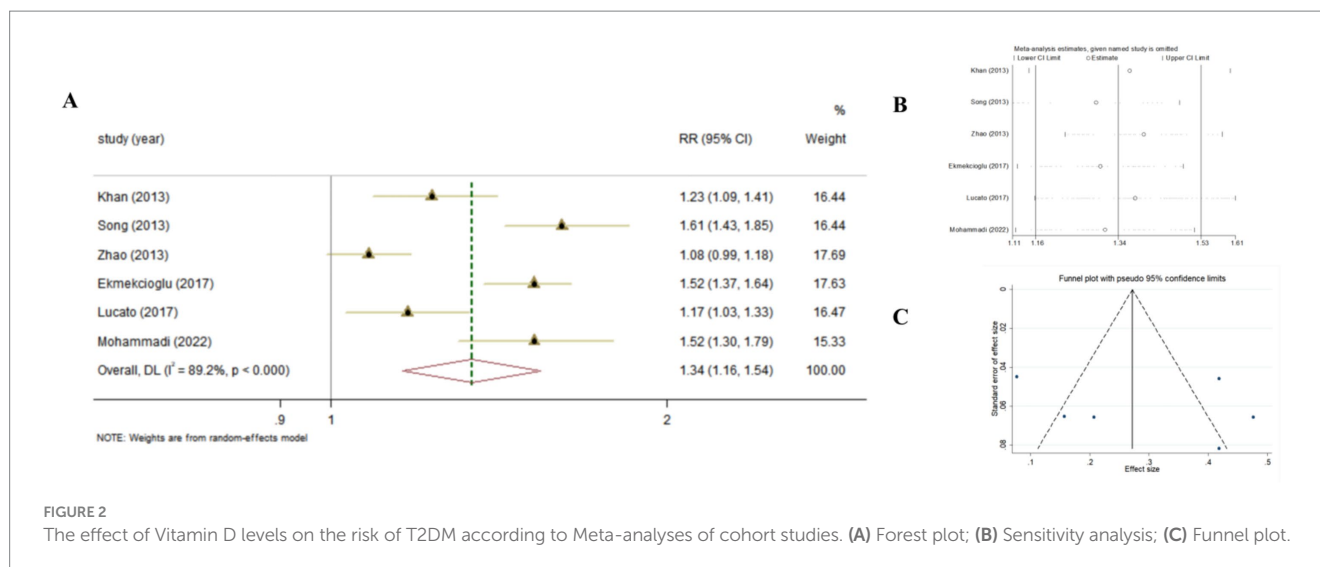 A
%
study (year) RR (95% CI) Weight
Khan (2013) 1.23 (1.09, 1.41) 16.44
Song (2013) 1.61 (1.43, 1.85) 16.44
Zhao (2013) 1.08 (0.99, 1.18) 17.69
Ekmekcioglu (2017) 1.52 (1.37, 1.64) 17.63
Lucato (2017) 1.17 (1.03, 1.33) 16.47
Mohammadi (2022) 1.52 (1.30, 1.79) 15.33
Overall, DL (I² = 89.2%, p < 0.000) 1.34 (1.16, 1.54) 100.00
.9 1 2
NOTE: Weights are from random-effects model
B
Meta-analysis estimates, given named study is omitted
| Lower CI Limit ○ Estimate | Upper CI Limit
Khan (2013)
Song (2013)
Zhao (2013)
Ekmekcioglu (2017)
Lucato (2017)
Mohammadi (2022)
1.11 1.16 1.34 1.53 1.61
C
Funnel plot with pseudo 95% confidence limits
Standard error of effect size
0
.02
.04
.06
.08
.1 .2 .3 .4 .5
Effect size
FIGURE 2
The effect of Vitamin D levels on the risk of T2DM according to Meta-analyses of cohort studies. (A) Forest plot; (B) Sensitivity analysis; (C) Funnel plot.